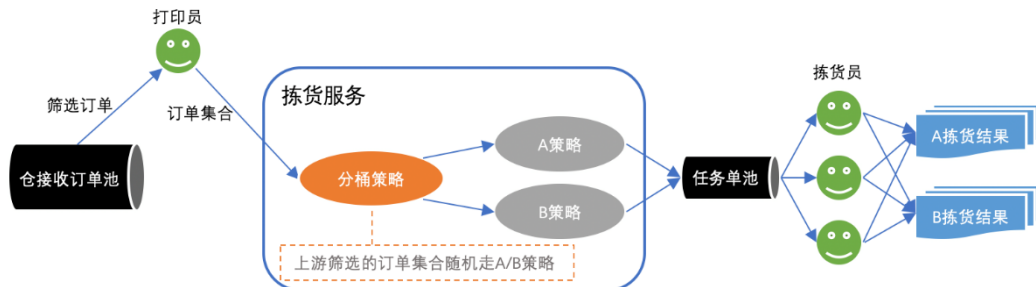 打印员
筛选订单
订单集合
仓接收订单池
拣货服务
分桶策略
A策略
B策略
上游筛选的订单集合随机走A/B策略
任务单池
拣货员
A拣货结果
B拣货结果